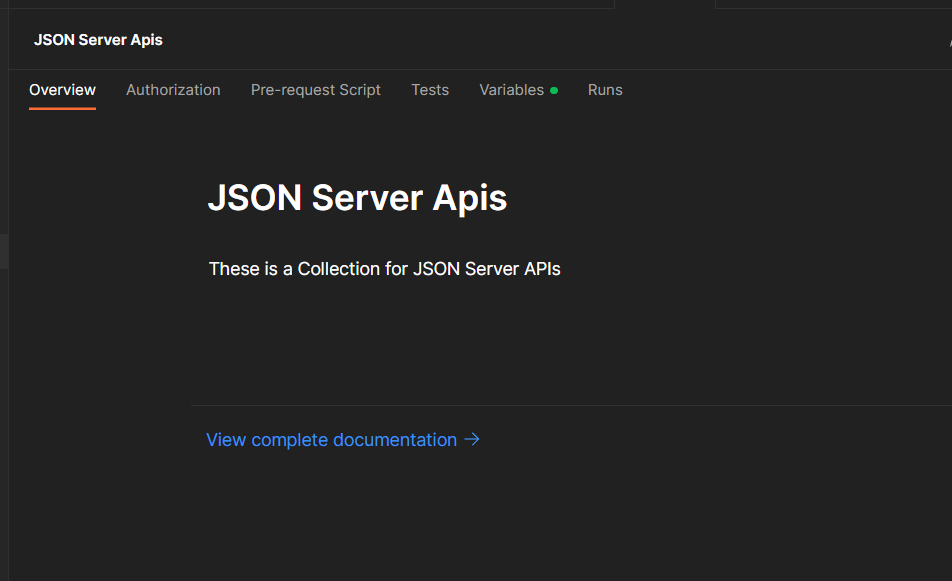 JSON Server Apis
Overview Authorization Pre-request Script Tests Variables Runs
JSON Server Apis
These is a Collection for JSON Server APIs
View complete documentation →